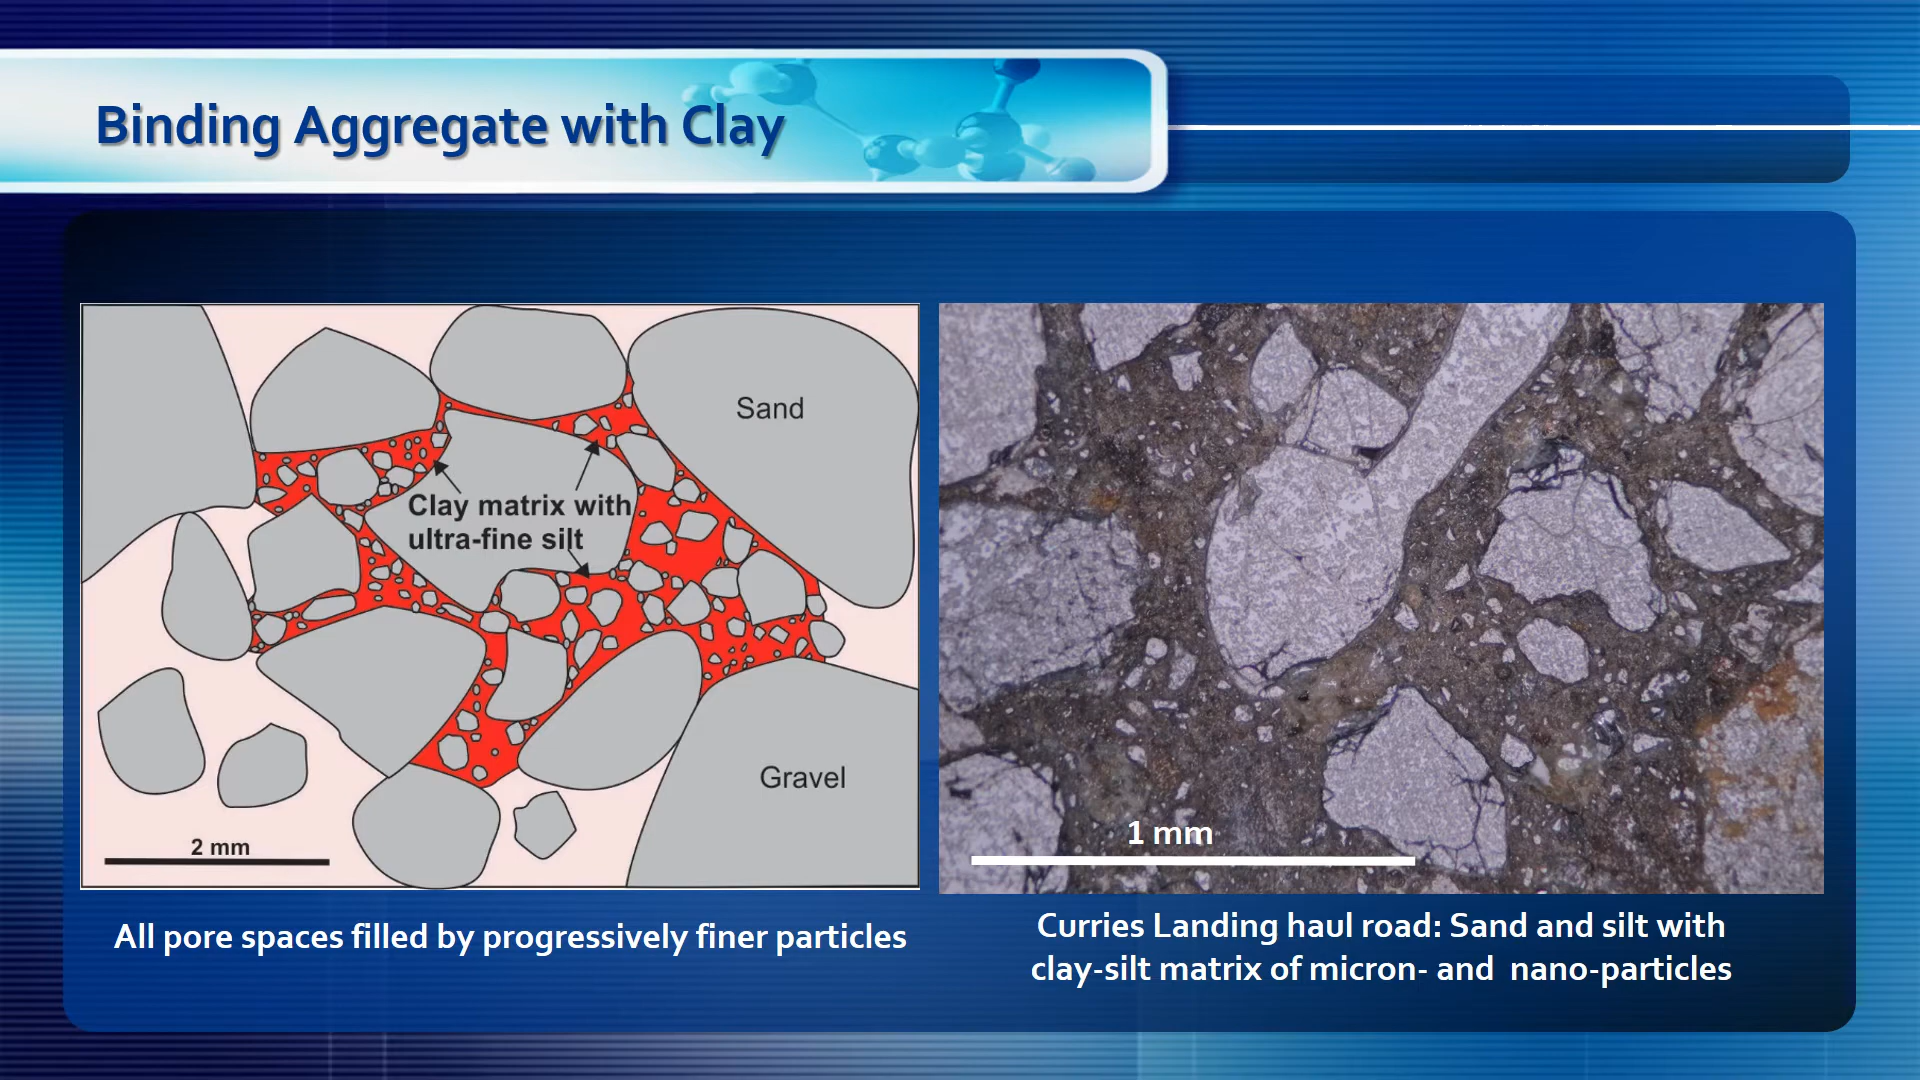 Binding Aggregate with Clay
Sand
Clay matrix with
ultra-fine silt
Gravel
2 mm
1 mm
All pore spaces filled by progressively finer particles
Curries Landing haul road: Sand and silt with
clay-silt matrix of micron- and  nano-particles